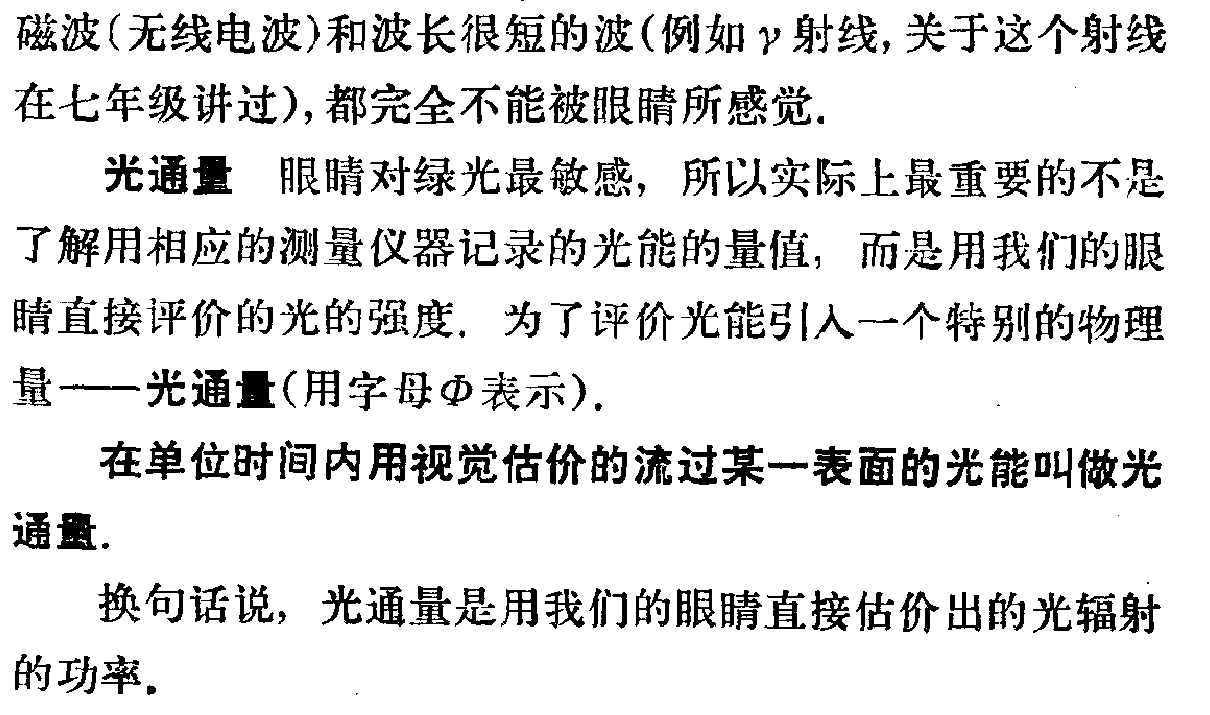 磁波(无线电波)和波长很短的波(例如γ射线,关于这个射线
在七年级讲过),都完全不能被眼睛所感觉.
光通量 眼睛对绿光最敏感, 所以实际上最重要的不是
了解用相应的测量仪器记录的光能的量值, 而是用我们的眼
睛直接评价的光的强度. 为了评价光能引入一个特别的物理
量——光通量(用字母Φ表示).
在单位时间内用视觉估价的流过某一表面的光能叫做光
通量.
换句话说, 光通量是用我们的眼睛直接估价出的光辐射
的功率.